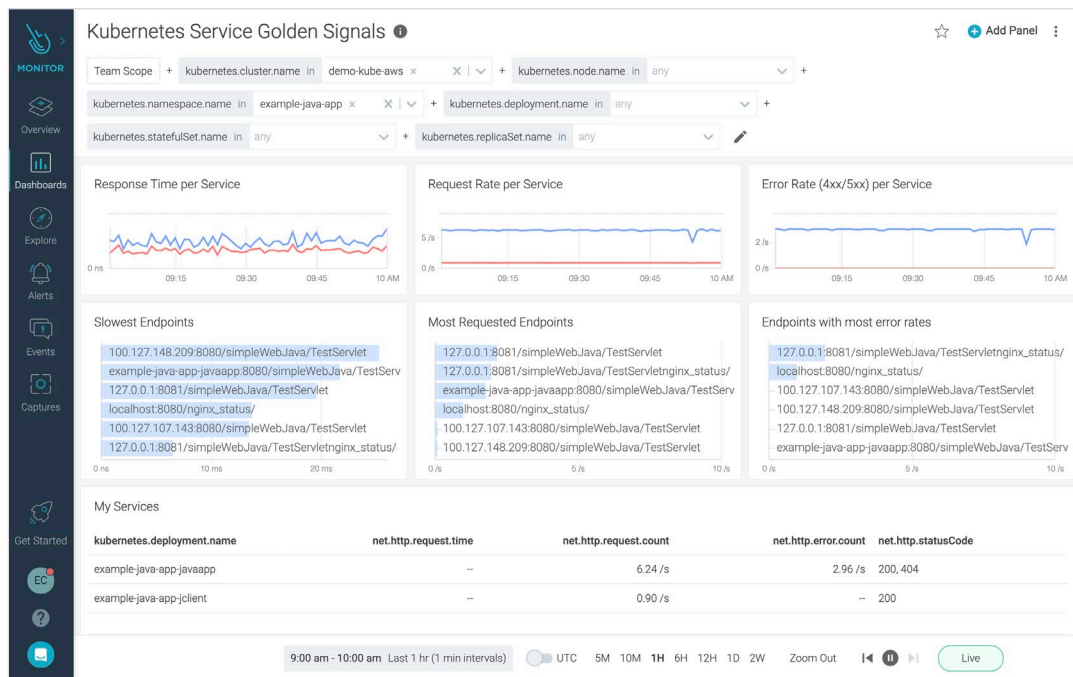 Kubernetes Service Golden Signals
Add Panel
MONITOR
Team Scope + kubernetes.cluster.name in demo-kube-aws × × + kubernetes.node.name in any +
kubernetes.namespace.name in example-java-app × × + kubernetes.deployment.name in any +
kubernetes.statefulSet.name in any + kubernetes.replicaSet.name in any
Overview
Dashboards
Explore
Alerts
Events
Captures
Get Started
EC
?
Response Time per Service
0 ns
09:15 09:30 09:45 10 AM
Request Rate per Service
5 /s
0 /s
09:15 09:30 09:45 10 AM
Error Rate (4xx/5xx) per Service
2 /s
0 /s
09:15 09:30 09:45 10 AM
Slowest Endpoints
100.127.148.209:8080/simpleWebJava/TestServlet
example-java-app-javaapp:8080/simpleWebJava/TestServ
127.0.0.1:8081/simpleWebJava/TestServlet
localhost:8080/nginx_status/
100.127.107.143:8080/simpleWebJava/TestServlet
127.0.0.1:8081/simpleWebJava/TestServletnginx_status/
0 ns 10 ms 20 ms
Most Requested Endpoints
127.0.0.1:8081/simpleWebJava/TestServlet
127.0.0.1:8081/simpleWebJava/TestServletnginx_status/
example-java-app-javaapp:8080/simpleWebJava/TestServ
localhost:8080/nginx_status/
100.127.107.143:8080/simpleWebJava/TestServlet
100.127.148.209:8080/simpleWebJava/TestServlet
0 /s 5 /s 10 /s
Endpoints with most error rates
127.0.0.1:8081/simpleWebJava/TestServletnginx_status/
localhost:8080/nginx_status/
100.127.107.143:8080/simpleWebJava/TestServlet
100.127.148.209:8080/simpleWebJava/TestServlet
127.0.0.1:8081/simpleWebJava/TestServlet
example-java-app-javaapp:8080/simpleWebJava/TestServ
0 /s 5 /s 10 /s
My Services
kubernetes.deployment.name net.http.request.time net.http.request.count net.http.error.count net.http.statusCode
example-java-app-javaapp -- 6.24 /s 2.96 /s 200, 404
example-java-app-jclient -- 0.90 /s -- 200
9:00 am - 10:00 am Last 1 hr (1 min intervals) UTC 5M 10M 1H 6H 12H 1D 2W Zoom Out Live